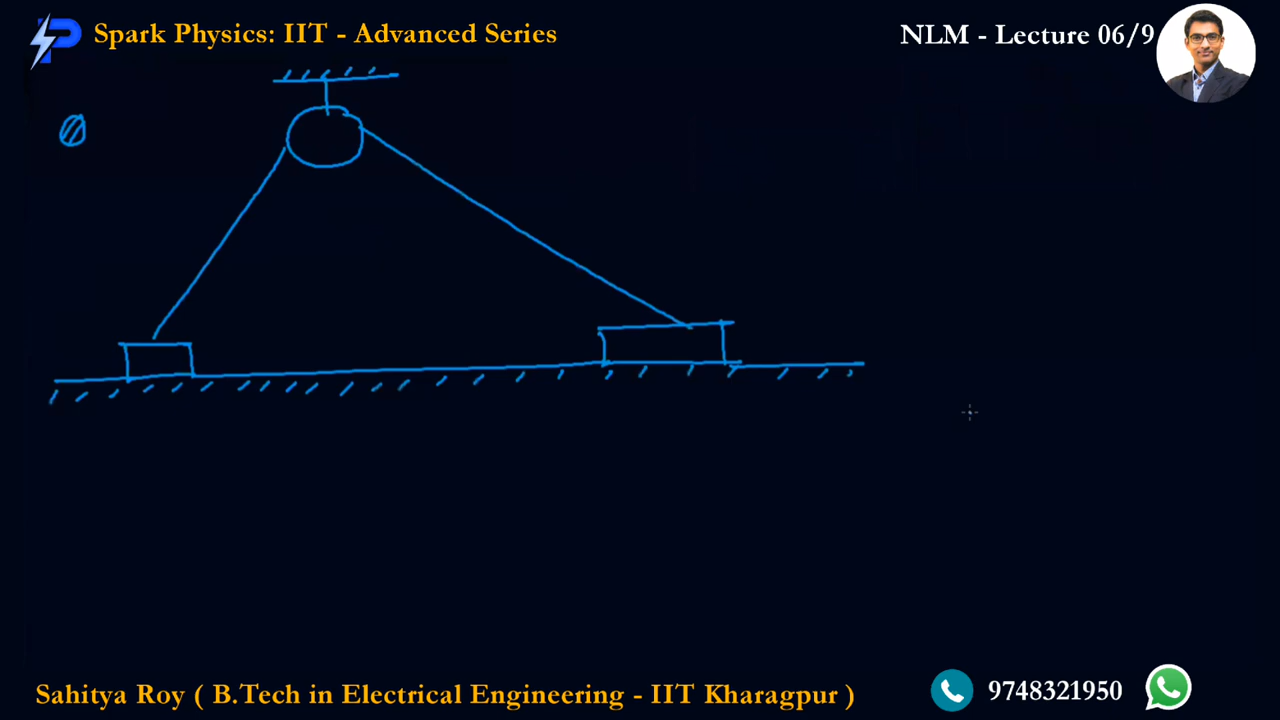 Spark Physics: IIT - Advanced Series
NLM - Lecture 06/9
Sahitya Roy ( B.Tech in Electrical Engineering - IIT Kharagpur )
9748321950